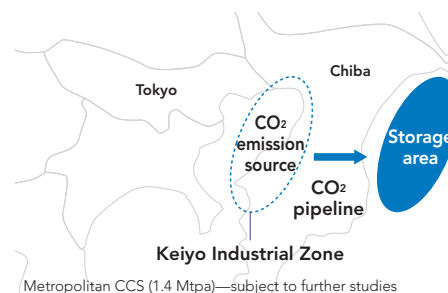 Chiba
Tokyo
CO2
emission
source
Storage
area
CO2
pipeline
Keiyo Industrial Zone
Metropolitan CCS (1.4 Mtpa)—subject to further studies